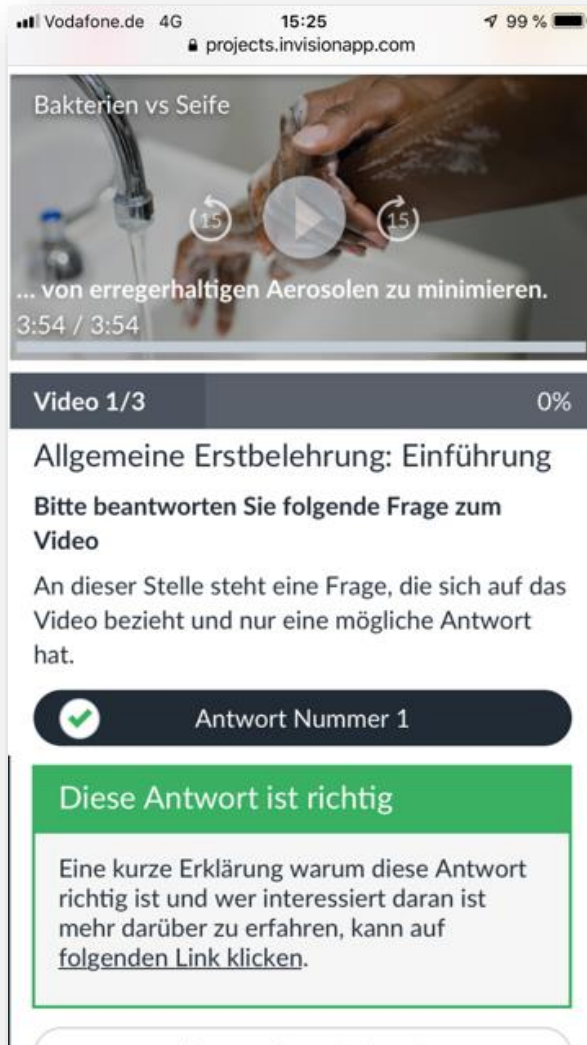 Vodafone.de 4G 15:25 99 %
projects.invisionapp.com
Bakterien vs Seife
15 15
... von erregerhaltigen Aerosolen zu minimieren.
3:54 / 3:54
Video 1/3 0%
Allgemeine Erstbelehrung: Einführung
Bitte beantworten Sie folgende Frage zum
Video
An dieser Stelle steht eine Frage, die sich auf das
Video bezieht und nur eine mögliche Antwort
hat.
Antwort Nummer 1
Diese Antwort ist richtig
Eine kurze Erklärung warum diese Antwort
richtig ist und wer interessiert daran ist
mehr darüber zu erfahren, kann auf
folgenden Link klicken.